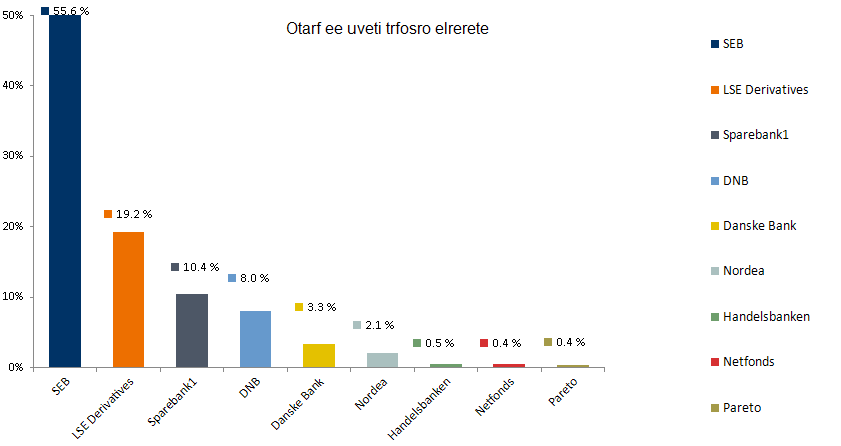 Otarf ee uveti trfosro elrerete
50%
40%
30%
20%
10%
0%
55.6 %
19.2 %
10.4 %
8.0 %
3.3 %
2.1 %
0.5 %
0.4 %
0.4 %
SEB
LSE Derivatives
Sparebank1
DNB
Danske Bank
Nordea
Handelsbanken
Netfonds
Pareto
SEB
LSE Derivatives
Sparebank1
DNB
Danske Bank
Nordea
Handelsbanken
Netfonds
Pareto